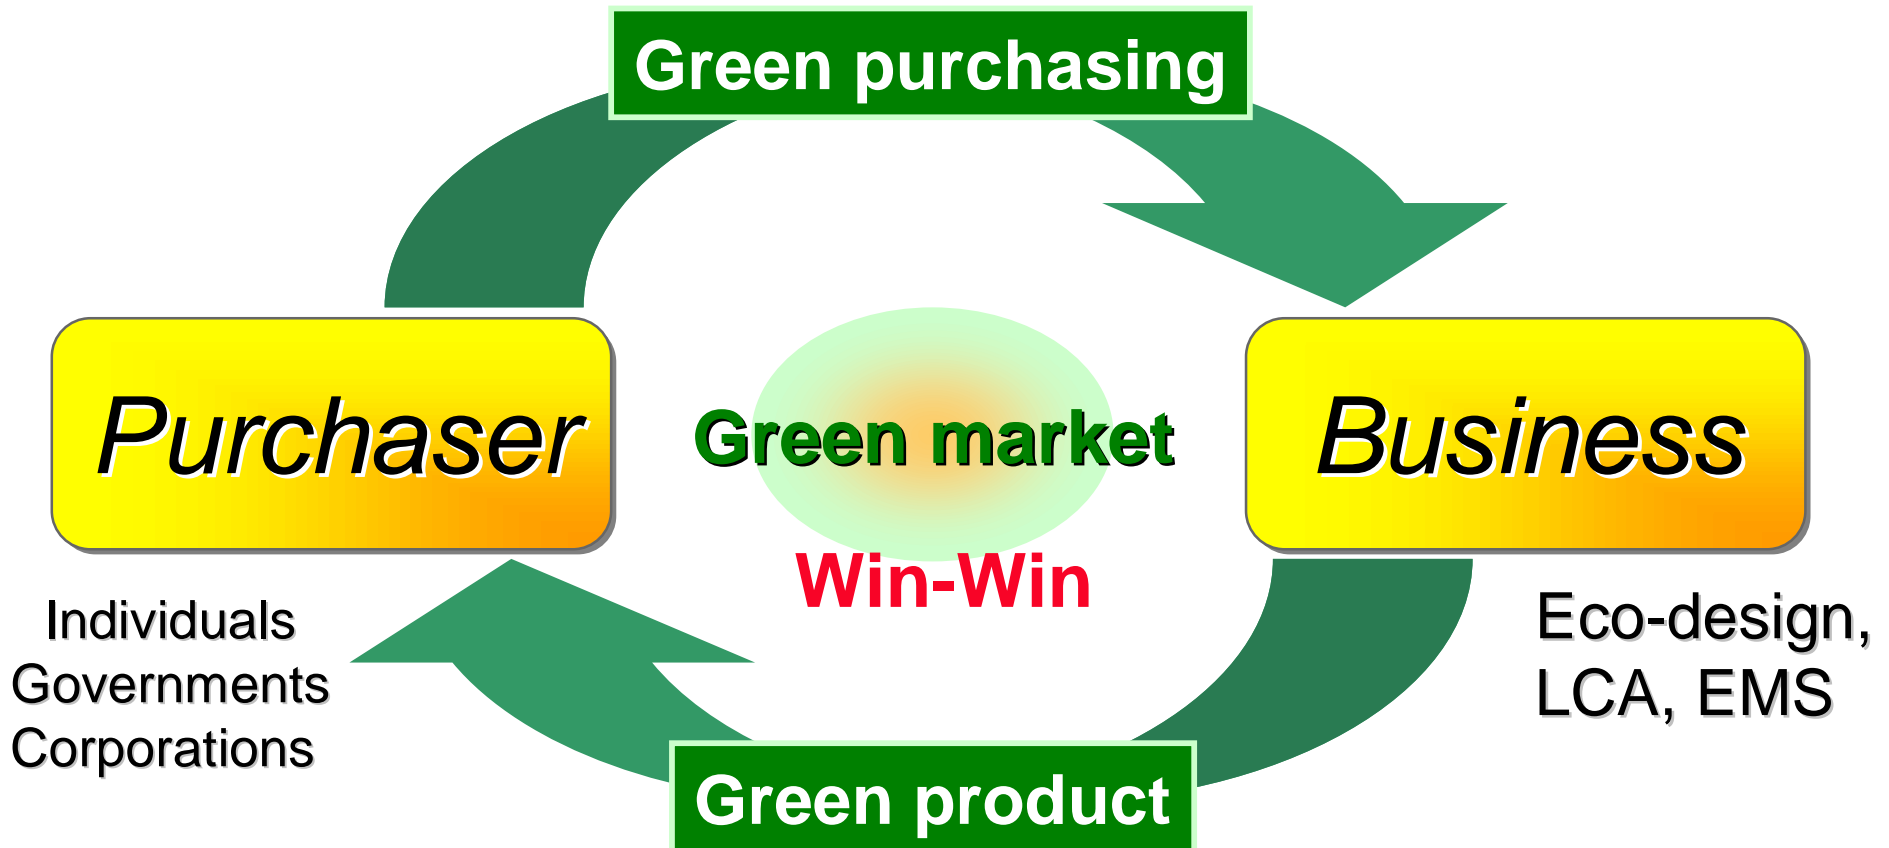 Green purchasing
Purchaser
Green market
Business
Win-Win
Individuals
Governments
Corporations
Eco-design,
LCA, EMS
Green product